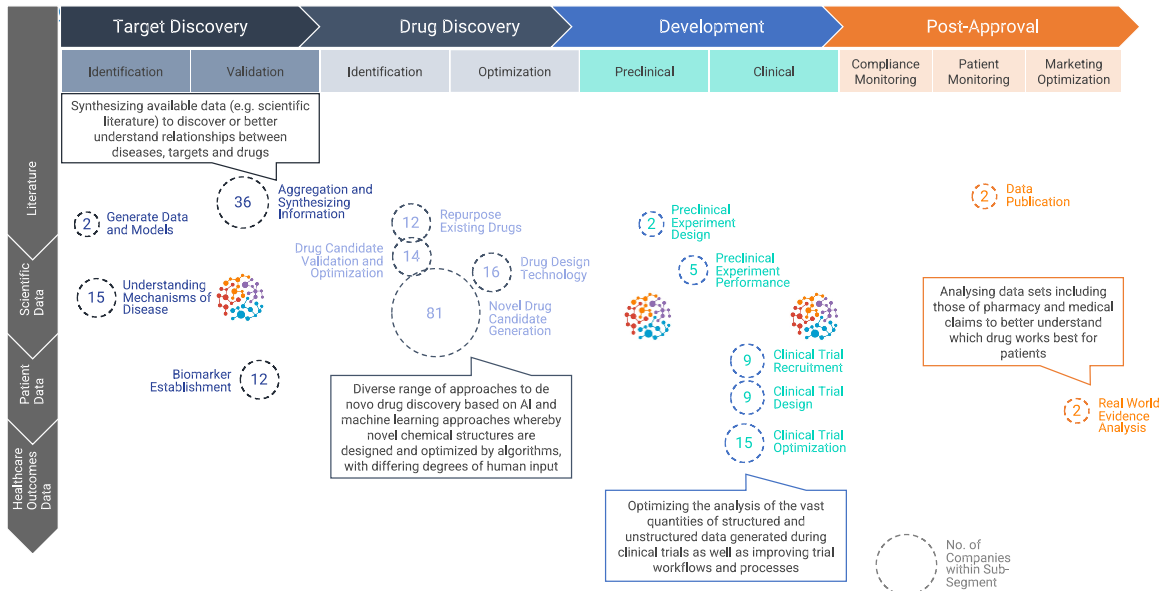 Target Discovery
Drug Discovery
Development
Post-Approval
Identification
Validation
Identification
Optimization
Preclinical
Clinical
Compliance
Monitoring
Patient
Monitoring
Marketing
Optimization
Literature
Scientific
Data
Patient
Data
Healthcare
Outcomes
Data
Synthesizing available data (e.g. scientific
literature) to discover or better
understand relationships between
diseases, targets and drugs
36
Aggregation and
Synthesizing
Information
2
Generate Data
and Models
15
Understanding
Mechanisms of
Disease
Biomarker
Establishment
12
12
Repurpose
Existing Drugs
Drug Candidate
Validation and
Optimization
14
16
Drug Design
Technology
81
Novel Drug
Candidate
Generation
Diverse range of approaches to de
novo drug discovery based on AI and
machine learning approaches whereby
novel chemical structures are
designed and optimized by algorithms,
with differing degrees of human input
2
Preclinical
Experiment
Design
5
Preclinical
Experiment
Performance
9
Clinical Trial
Recruitment
9
Clinical Trial
Design
15
Clinical Trial
Optimization
Optimizing the analysis of the vast
quantities of structured and
unstructured data generated during
clinical trials as well as improving trial
workflows and processes
2
Data
Publication
Analysing data sets including
those of pharmacy and medical
claims to better understand
which drug works best for
patients
2
Real World
Evidence
Analysis
No. of
Companies
within Sub-
Segment